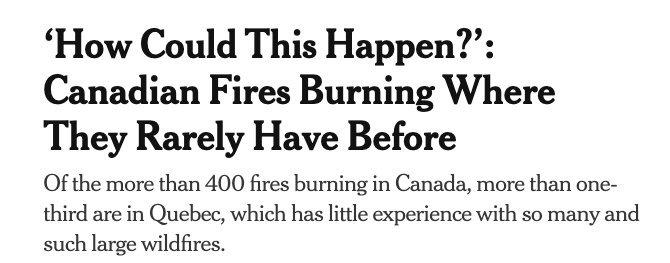 ‘How Could This Happen?’:
Canadian Fires Burning Where
They Rarely Have Before
Of the more than 400 fires burning in Canada, more than one-
third are in Quebec, which has little experience with so many and
such large wildfires.